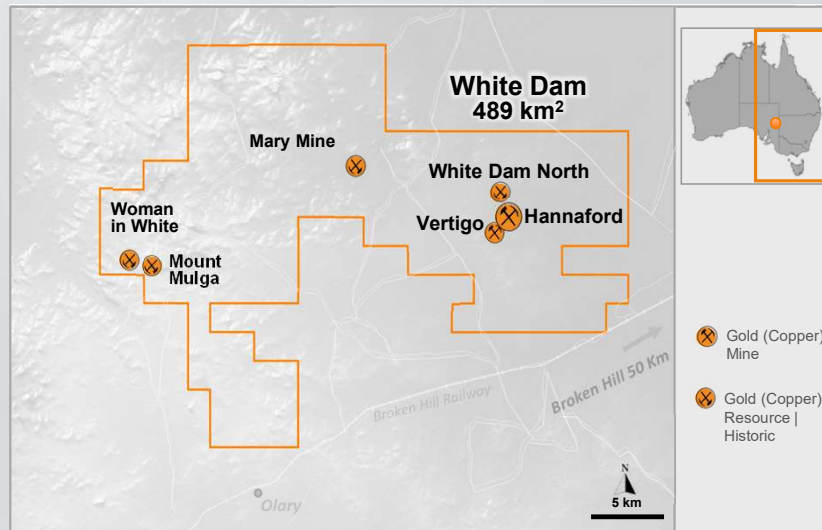 White Dam
489 km²
Mary Mine
White Dam North
Hannaford
Vertigo
Woman
in White
Mount
Mulga
Broken Hill 50 Km
Broken Hill Railway
Olary
N
5 km
Gold (Copper)
Mine
Gold (Copper)
Resource |
Historic